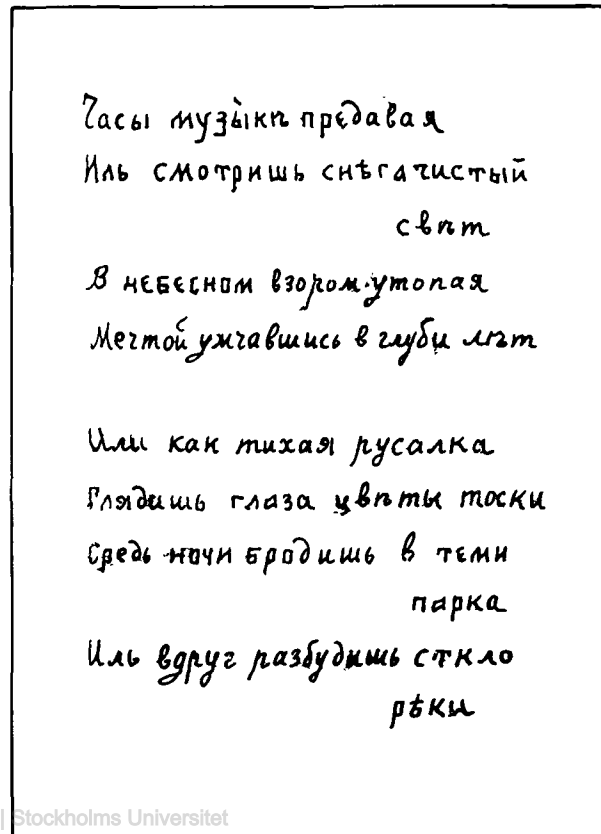 Часы музыкѣ предавая
Иль смотришь снѣга чистый
свѣт
В небесном взором утопая
Мечтой умчавшись в глуби лѣт
Или как тихая русалка
Глядишь глаза цвѣты тоски
Средь ночи бродишь в теми
парка
Иль вдруг разбудишь сткло
рѣки
| Stockholms Universitet